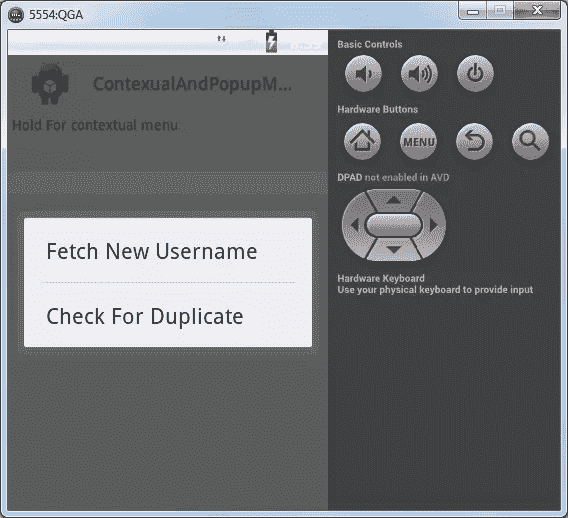 5554:QGA
ContexualAndPopupM...
Hold For contextual menu
Fetch New Username
Check For Duplicate
Basic Controls
Hardware Buttons
MENU
DPAD not enabled in AVD
Hardware Keyboard
Use your physical keyboard to provide input